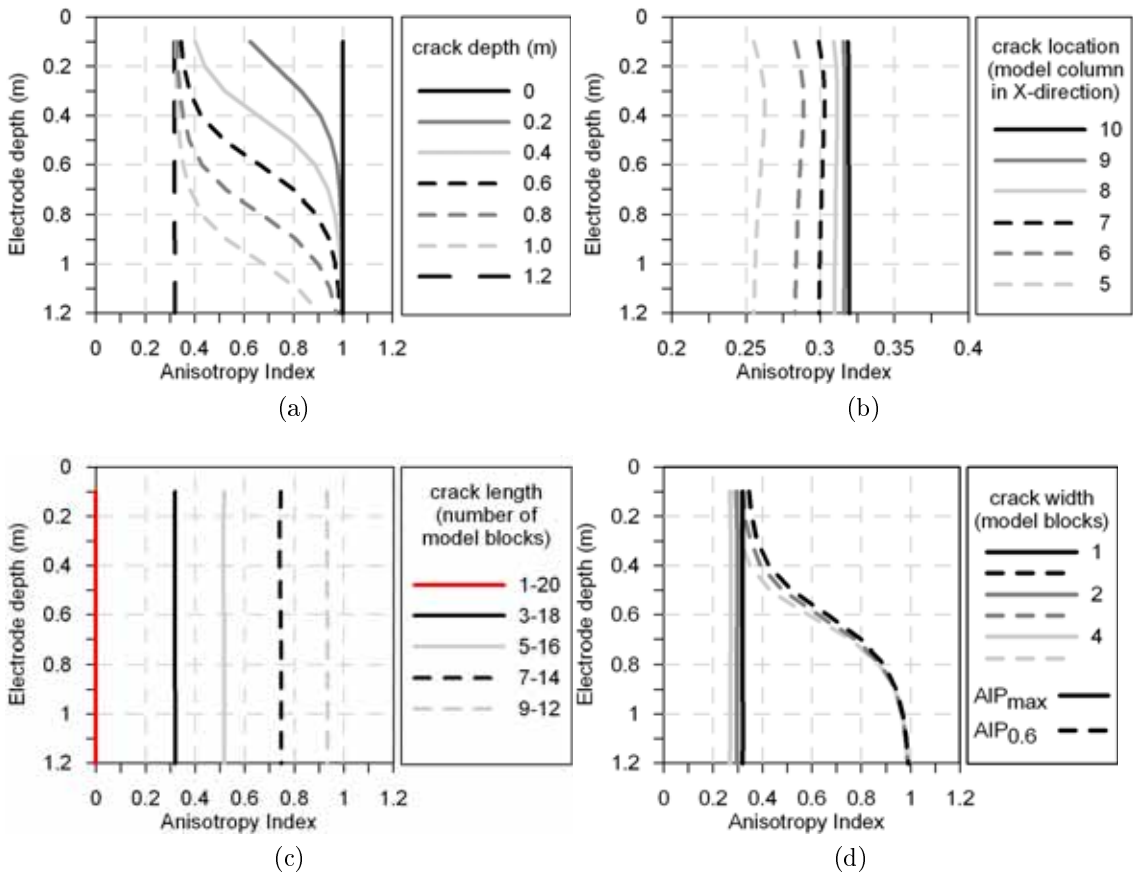 0
0.2
0.4
0.6
0.8
1
1.2
Electrode depth (m)
0 0.2 0.4 0.6 0.8 1 1.2
Anisotropy Index
crack depth (m)
0
0.2
0.4
0.6
0.8
1.0
1.2
(a)
0
0.2
0.4
0.6
0.8
1
1.2
Electrode depth (m)
0.2 0.25 0.3 0.35 0.4
Anisotropy Index
crack location
(model column
in X-direction)
10
9
8
7
6
5
(b)
0
0.2
0.4
0.6
0.8
1
1.2
Electrode depth (m)
0 0.2 0.4 0.6 0.8 1 1.2
Anisotropy Index
crack length
(number of
model blocks)
1-20
3-18
5-16
7-14
9-12
(c)
0
0.2
0.4
0.6
0.8
1
1.2
Electrode depth (m)
0 0.2 0.4 0.6 0.8 1 1.2
Anisotropy Index
crack width
(model blocks)
1
2
4
AIPmax
AIP0.6
(d)